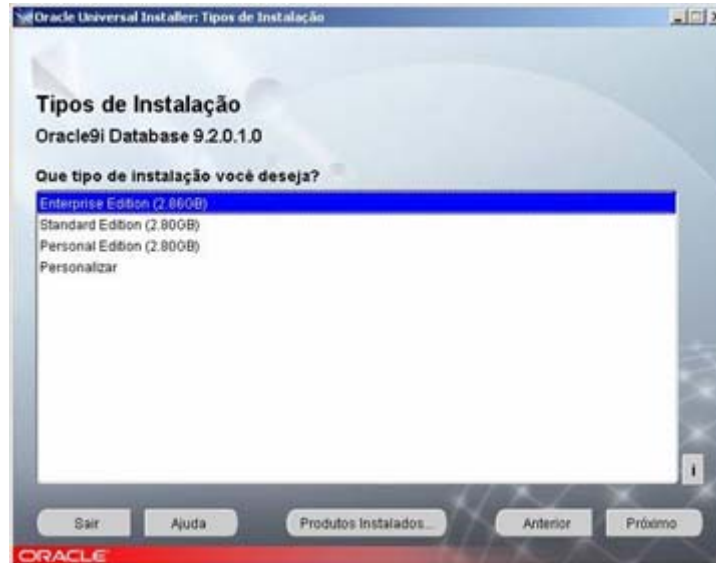 Oracle Universal Installer: Tipos de Instalação
Tipos de Instalação
Oracle9i Database 9.2.0.1.0
Que tipo de instalação você deseja?
Enterprise Edition (2.86GB)
Standard Edition (2.80GB)
Personal Edition (2.80GB)
Personalizar
i
Sair Ajuda Produtos Instalados... Anterior Próximo
ORACLE